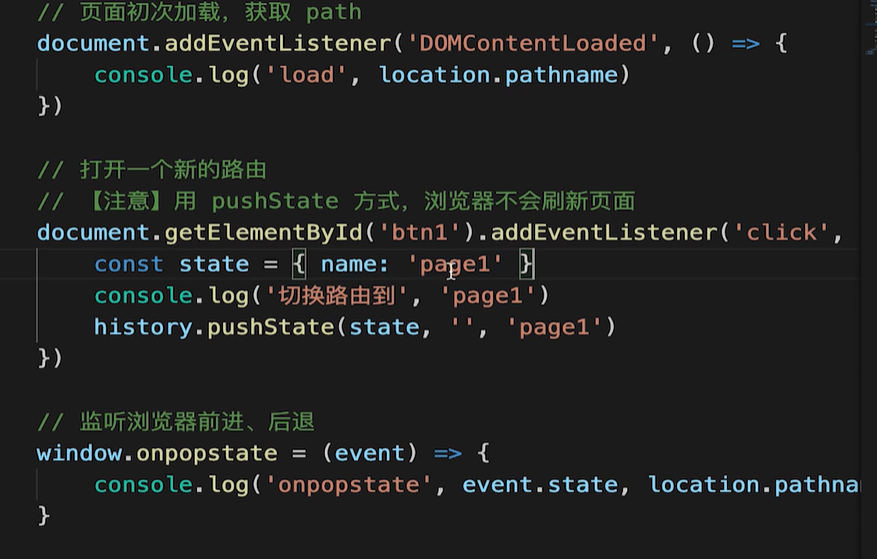 // 页面初次加载，获取 path
document.addEventListener('DOMContentLoaded', () => {
console.log('load', location.pathname)
})
// 打开一个新的路由
// 【注意】用 pushState 方式，浏览器不会刷新页面
document.getElementById('btn1').addEventListener('click',
const state = { name: 'page1' }
console.log('切换路由到', 'page1')
history.pushState(state, '', 'page1')
})
// 监听浏览器前进、后退
window.onpopstate = (event) => {
console.log('onpopstate', event.state, location.pathna
}